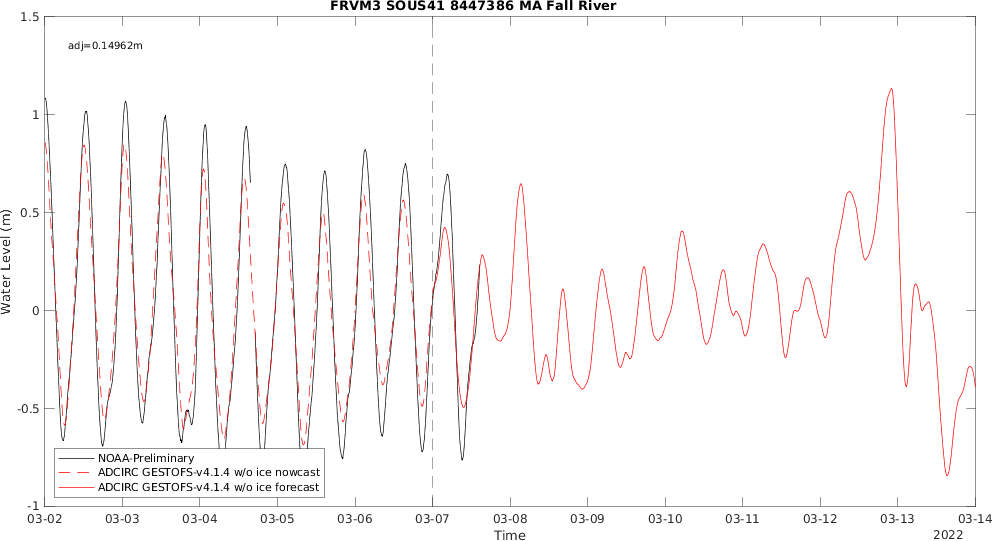 FRVM3 SOUS41 8447386 MA Fall River
adj=0.14962m
Water Level (m)
1.5
1
0.5
0
-0.5
-1
NOAA-Preliminary
ADCIRC GESTOFS-v4.1.4 w/o ice nowcast
ADCIRC GESTOFS-v4.1.4 w/o ice forecast
03-02 03-03 03-04 03-05 03-06 03-07 03-08 03-09 03-10 03-11 03-12 03-13 03-14
Time
2022